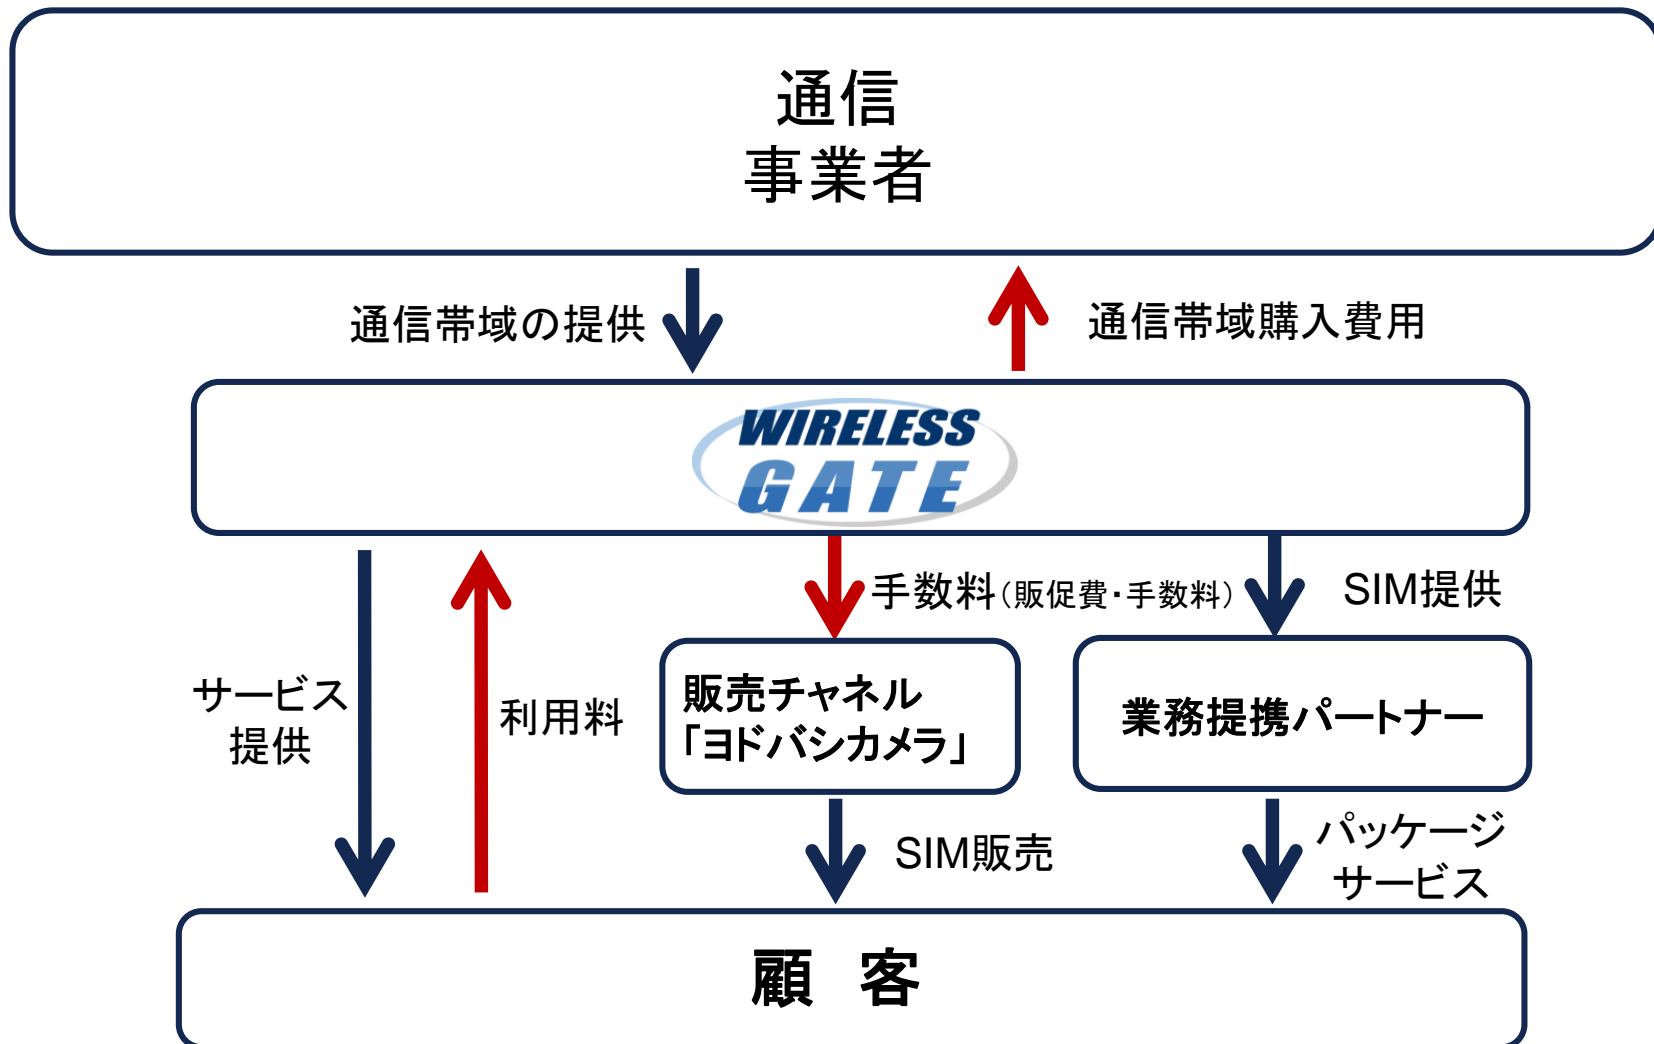 通信
事業者
通信帯域の提供
通信帯域購入費用
WIRELESS
GATE
手数料(販促費・手数料)
SIM提供
サービス
提供
利用料
販売チャネル
「ヨドバシカメラ」
業務提携パートナー
SIM販売
パッケージ
サービス
顧　客